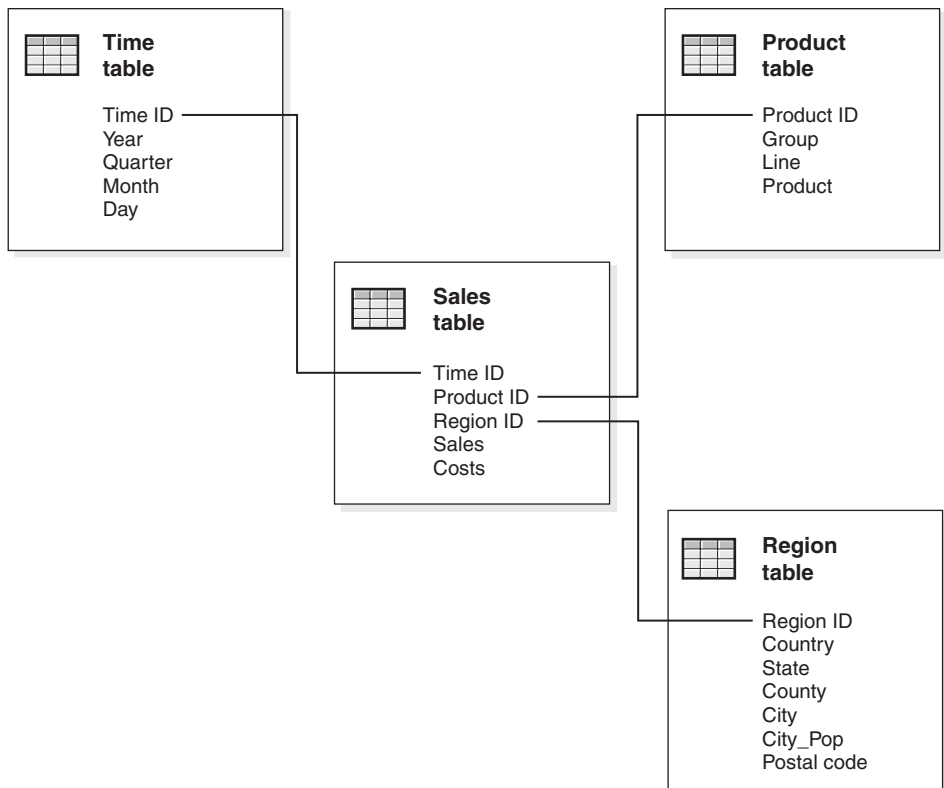 Time
table
Time ID
Year
Quarter
Month
Day
Product
table
Product ID
Group
Line
Product
Sales
table
Time ID
Product ID
Region ID
Sales
Costs
Region
table
Region ID
Country
State
County
City
City_Pop
Postal code